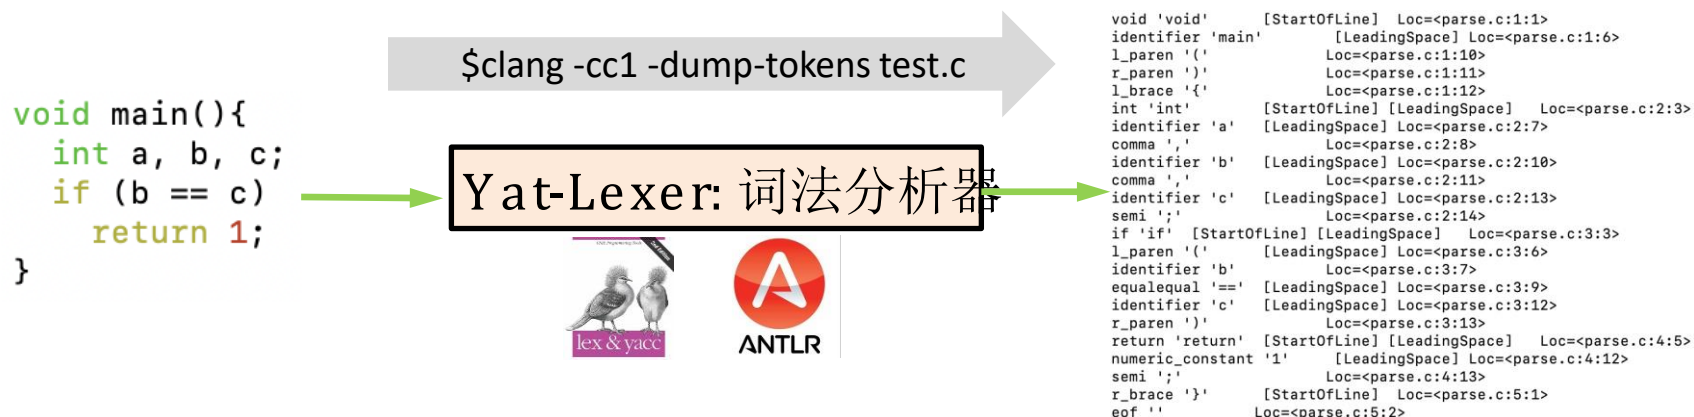 void main(){
int a, b, c;
if (b == c)
return 1;
}
$clang -cc1 -dump-tokens test.c
Yat-Lexer: 词法分析器
lex & yacc
ANTLR
void 'void' [StartOfLine] Loc=<parse.c:1:1>
identifier 'main' [LeadingSpace] Loc=<parse.c:1:6>
l_paren '(' Loc=<parse.c:1:10>
r_paren ')' Loc=<parse.c:1:11>
l_brace '{' Loc=<parse.c:1:12>
int 'int' [StartOfLine] [LeadingSpace] Loc=<parse.c:2:3>
identifier 'a' [LeadingSpace] Loc=<parse.c:2:7>
comma ',' Loc=<parse.c:2:8>
identifier 'b' [LeadingSpace] Loc=<parse.c:2:10>
comma ',' Loc=<parse.c:2:11>
identifier 'c' [LeadingSpace] Loc=<parse.c:2:13>
semi ';' Loc=<parse.c:2:14>
if 'if' [StartOfLine] [LeadingSpace] Loc=<parse.c:3:3>
l_paren '(' [LeadingSpace] Loc=<parse.c:3:6>
identifier 'b' Loc=<parse.c:3:7>
equalequal '==' [LeadingSpace] Loc=<parse.c:3:9>
identifier 'c' [LeadingSpace] Loc=<parse.c:3:12>
r_paren ')' Loc=<parse.c:3:13>
return 'return' [StartOfLine] [LeadingSpace] Loc=<parse.c:4:5>
numeric_constant '1' [LeadingSpace] Loc=<parse.c:4:12>
semi ';' Loc=<parse.c:4:13>
r_brace '}' [StartOfLine] Loc=<parse.c:5:1>
eof '' Loc=<parse.c:5:2>